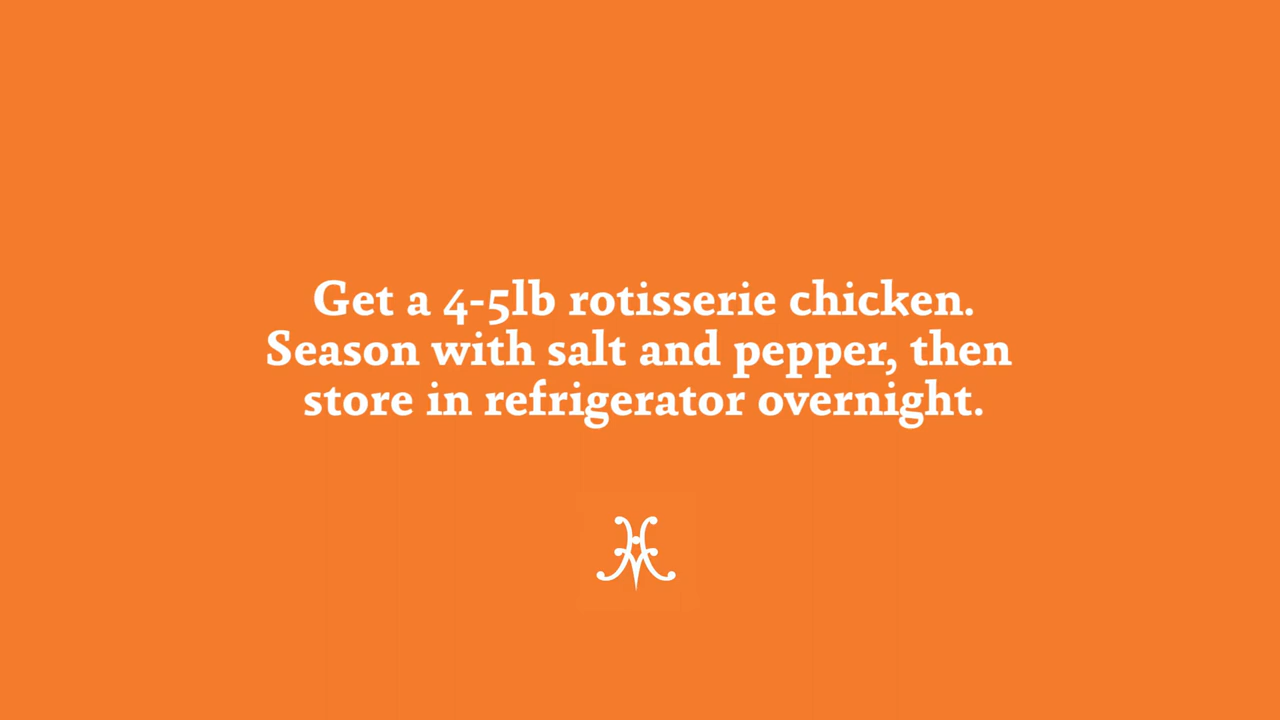 Get a 4-5lb rotisserie chicken.
Season with salt and pepper, then
store in refrigerator overnight.